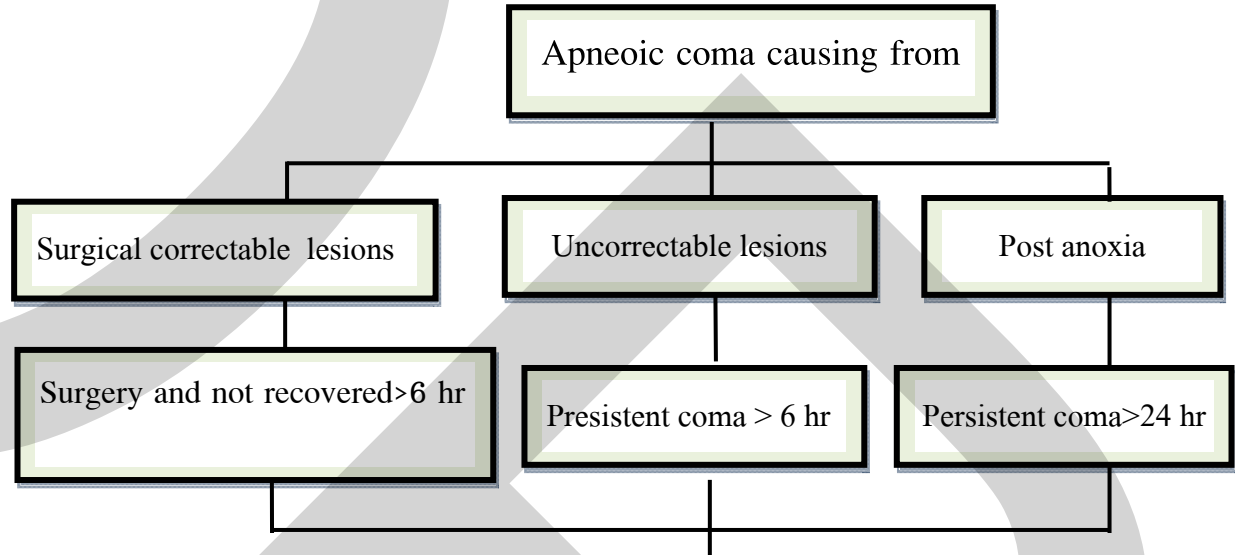 Apneoic coma causing from
Surgical correctable lesions
Uncorrectable lesions
Post anoxia
Surgery and not recovered>6 hr
Presistent coma > 6 hr
Persistent coma>24 hr